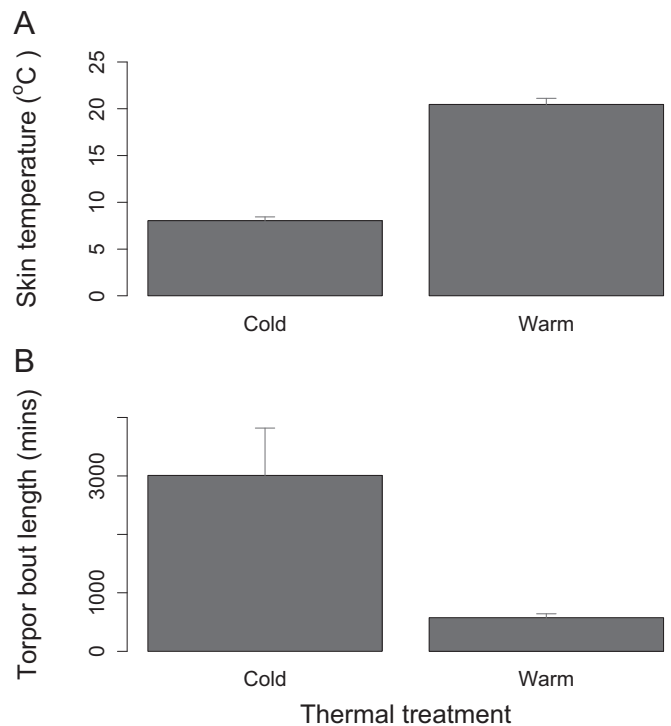 A
Skin temperature (°C )
25
20
15
10
5
0
Cold Warm
B
Torpor bout length (mins)
3000
1000
0
Cold Warm
Thermal treatment